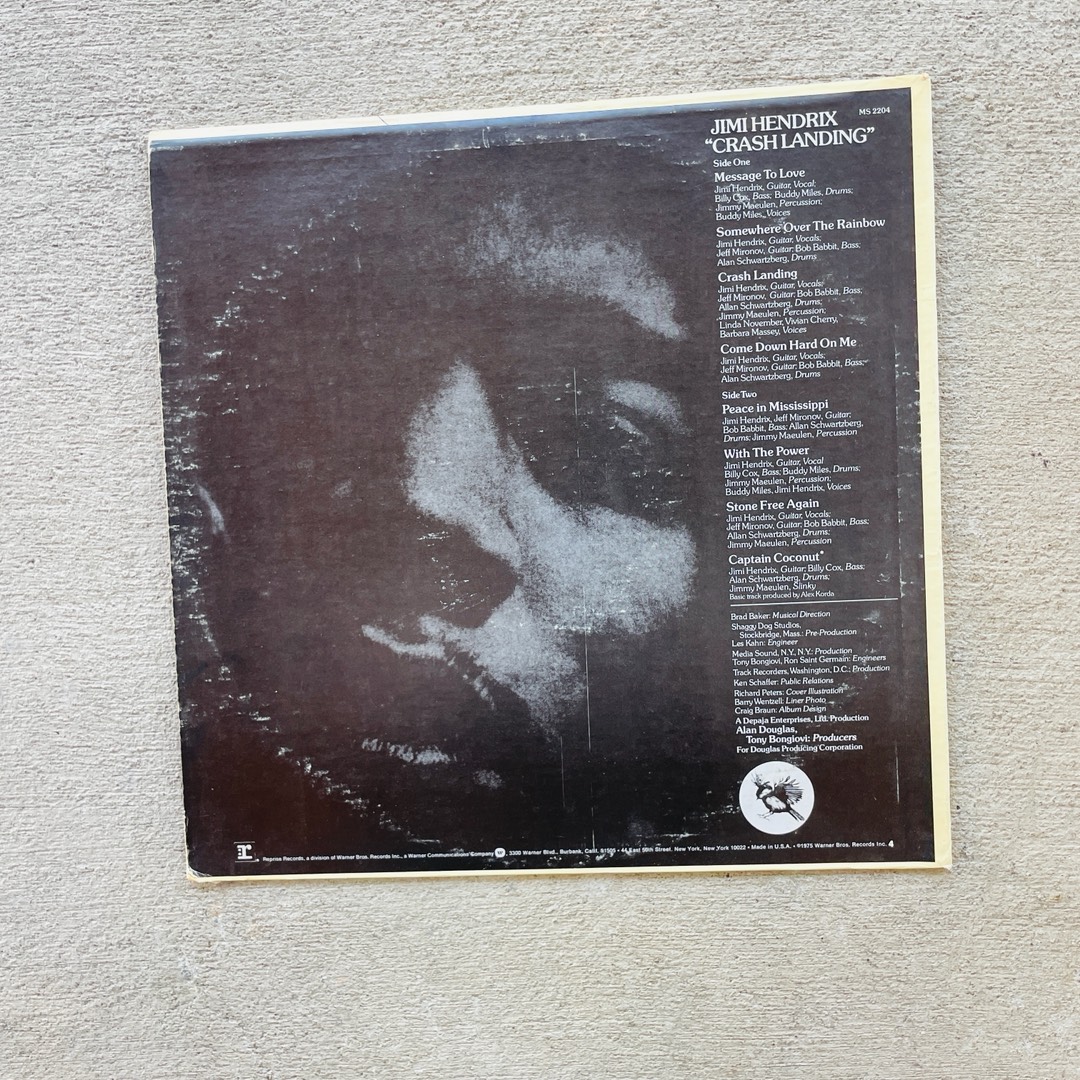 MS 2204
JIMI HENDRIX
"CRASH LANDING"
Side One
Message To Love
Jimi Hendrix, Guitar, Vocal;
Billy Cox, Bass; Buddy Miles, Drums;
Jimmy Maeulen, Percussion;
Buddy Miles, Voices
Somewhere Over The Rainbow
Jimi Hendrix, Guitar, Vocals;
Jeff Mironov, Guitar; Bob Babbit, Bass;
Alan Schwartzberg, Drums
Crash Landing
Jimi Hendrix, Guitar, Vocals;
Jeff Mironov, Guitar; Bob Babbit, Bass;
Allan Schwartzberg, Drums;
Jimmy Maeulen, Percussion;
Linda November, Vivian Cherry,
Barbara Massey, Voices
Come Down Hard On Me
Jimi Hendrix, Guitar, Vocals;
Jeff Mironov, Guitar; Bob Babbit, Bass;
Alan Schwartzberg, Drums
Side Two
Peace in Mississippi
Jimi Hendrix, Jeff Mironov, Guitar;
Bob Babbit, Bass; Allan Schwartzberg,
Drums; Jimmy Maeulen, Percussion
With The Power
Jimi Hendrix, Guitar, Vocal
Billy Cox, Bass; Buddy Miles, Drums;
Jimmy Maeulen, Percussion;
Buddy Miles, Jimi Hendrix, Voices
Stone Free Again
Jimi Hendrix, Guitar, Vocals;
Jeff Mironov, Guitar; Bob Babbit, Bass;
Allan Schwartzberg, Drums;
Jimmy Maeulen, Percussion
Captain Coconut*
Jimi Hendrix, Guitar; Billy Cox, Bass;
Alan Schwartzberg, Drums;
Jimmy Maeulen, Slinky
Basic track produced by Alex Korda
Brad Baker: Musical Direction
Shaggy Dog Studios,
Stockbridge, Mass.: Pre-Production
Les Kahn: Engineer
Media Sound, N.Y., N.Y.: Production
Tony Bongiovi, Ron Saint Germain: Engineers
Track Recorders, Washington, D.C.: Production
Ken Schaffer: Public Relations
Richard Peters: Cover Illustration
Barry Wentzell: Liner Photo
Craig Braun: Album Design
A Depaja Enterprises, Ltd. Production
Alan Douglas,
Tony Bongiovi: Producers
For Douglas Producing Corporation
r: Reprise Records, a division of Warner Bros. Records Inc., a Warner Communications Company W, 3300 Warner Blvd., Burbank, Calif. 91505 • 44 East 50th Street, New York, New York 10022 • Made in U.S.A. • ©1975 Warner Bros. Records Inc. 4